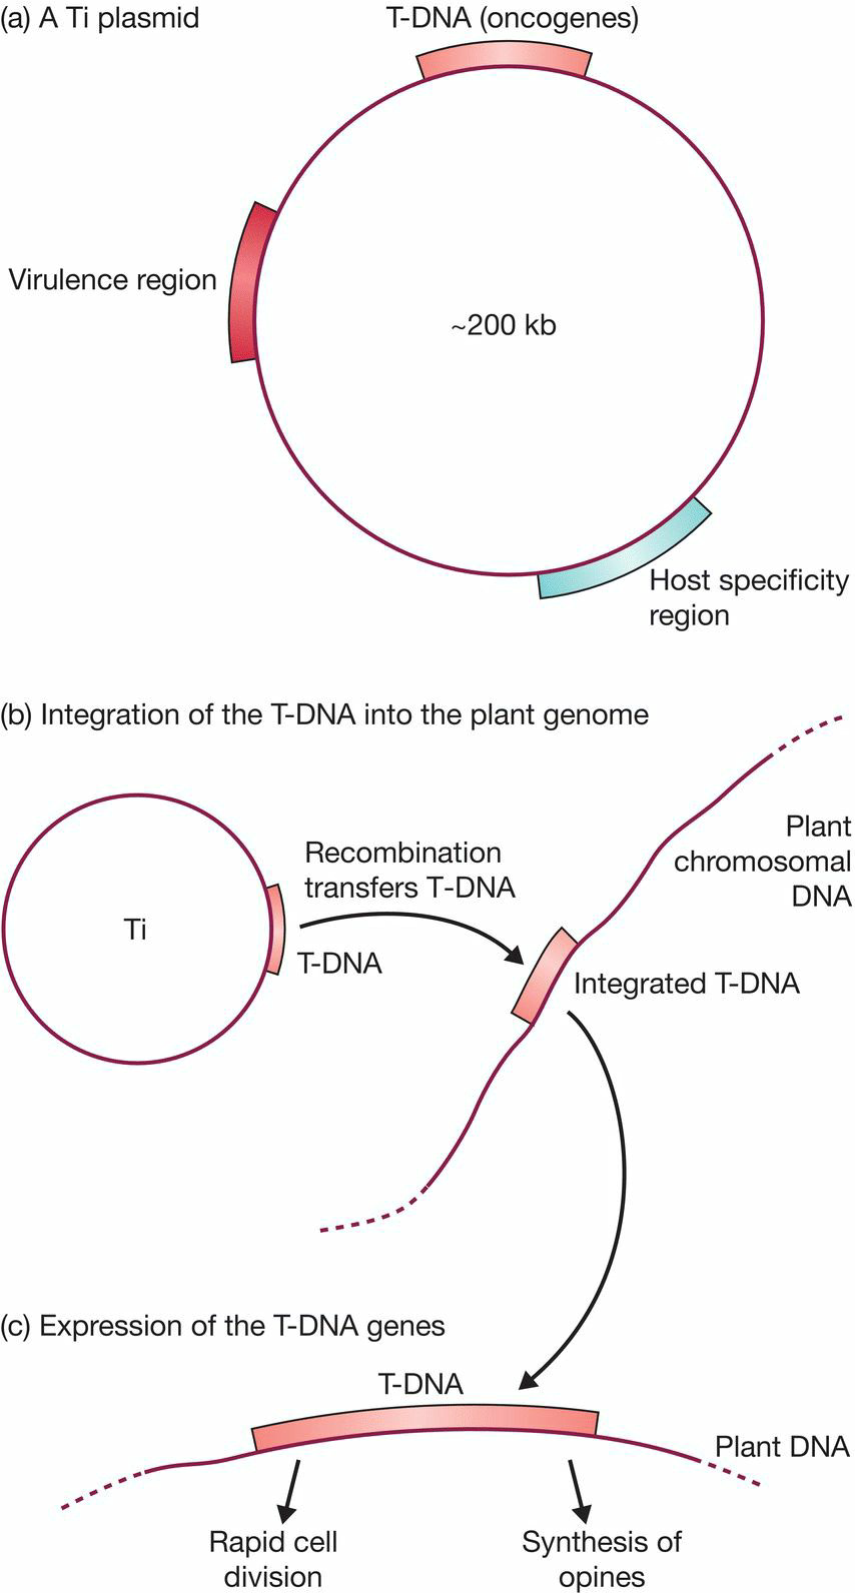 (a) A Ti plasmid
T-DNA (oncogenes)
Virulence region
~200 kb
Host specificity
region
(b) Integration of the T-DNA into the plant genome
Plant
chromosomal
DNA
Recombination
transfers T-DNA
Ti
T-DNA
Integrated T-DNA
(c) Expression of the T-DNA genes
T-DNA
Plant DNA
Rapid cell
division
Synthesis of
opines